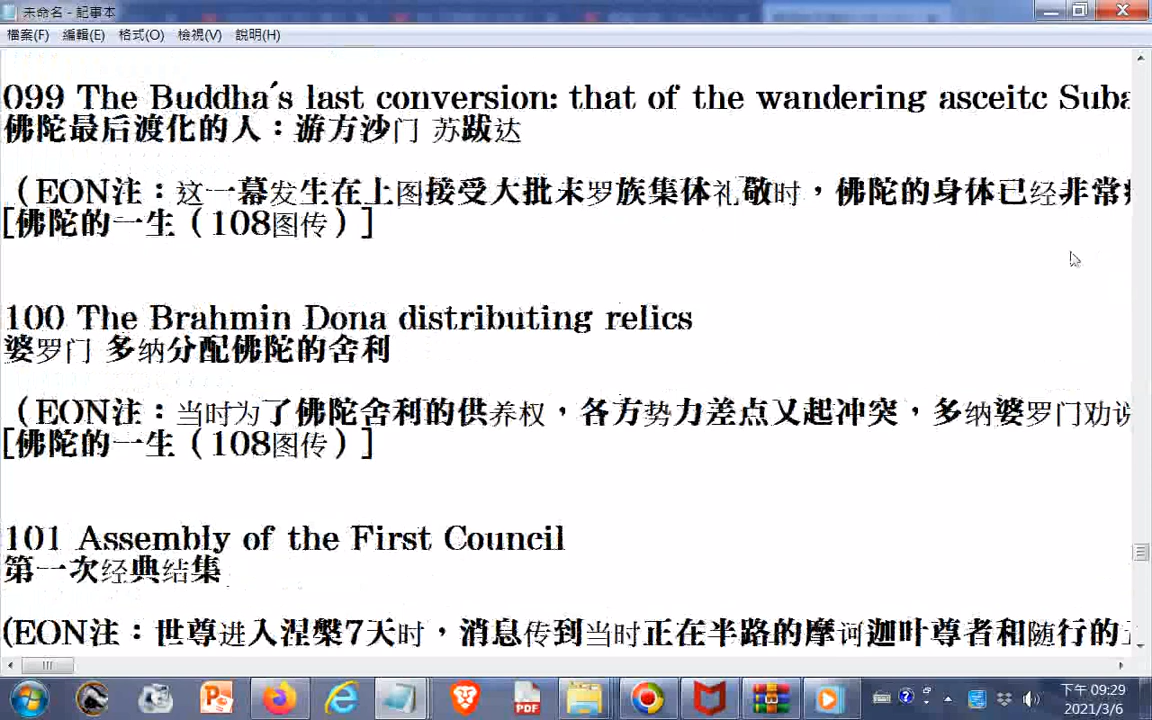 未命名 - 記事本
檔案(F) 編輯(E) 格式(O) 檢視(V) 說明(H)
099 The Buddha's last conversion: that of the wandering asceitc Suba
佛陀最后渡化的人：游方沙门 苏跋达
（EON注：这一幕发生在上图接受大批末罗族集体礼敬时，佛陀的身体已经非常
[佛陀的一生（108图传）]
100 The Brahmin Dona distributing relics
婆罗门 多纳分配佛陀的舍利
（EON注：当时为了佛陀舍利的供养权，各方势力差点又起冲突，多纳婆罗门劝说
[佛陀的一生（108图传）]
101 Assembly of the First Council
第一次经典结集
(EON注：世尊进入涅槃7天时，消息传到当时正在半路的摩诃迦叶尊者和随行的五
PDF
下午 09:29
2021/3/6